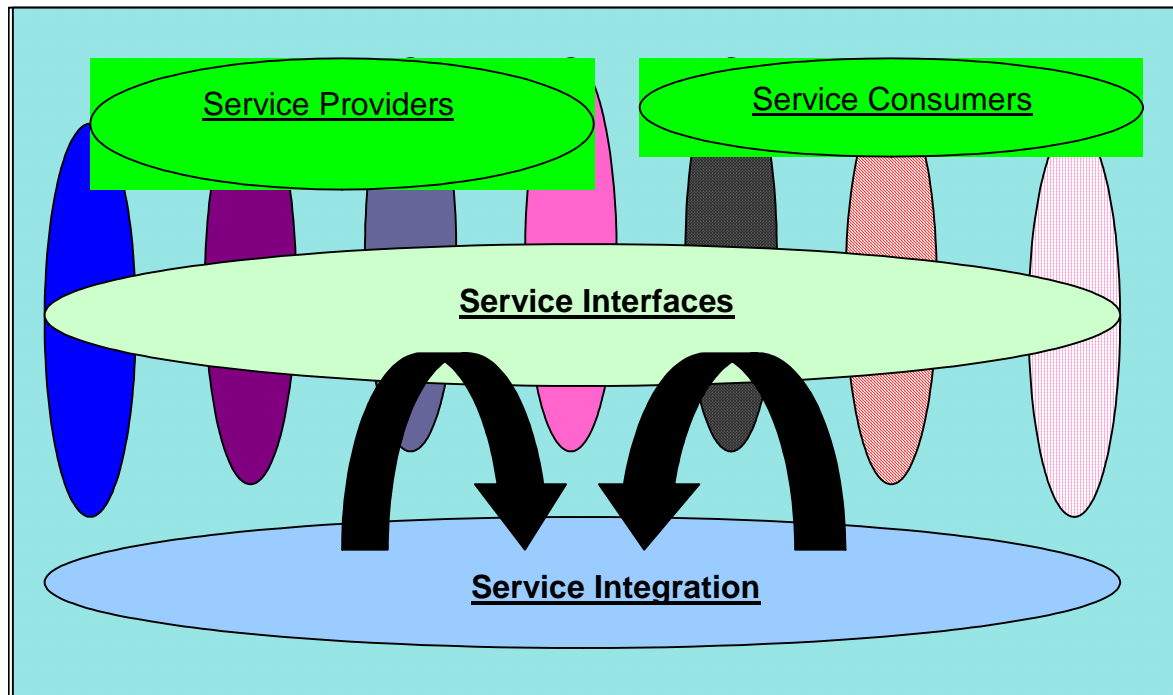 Service Providers
Service Consumers
Service Interfaces
Service Integration